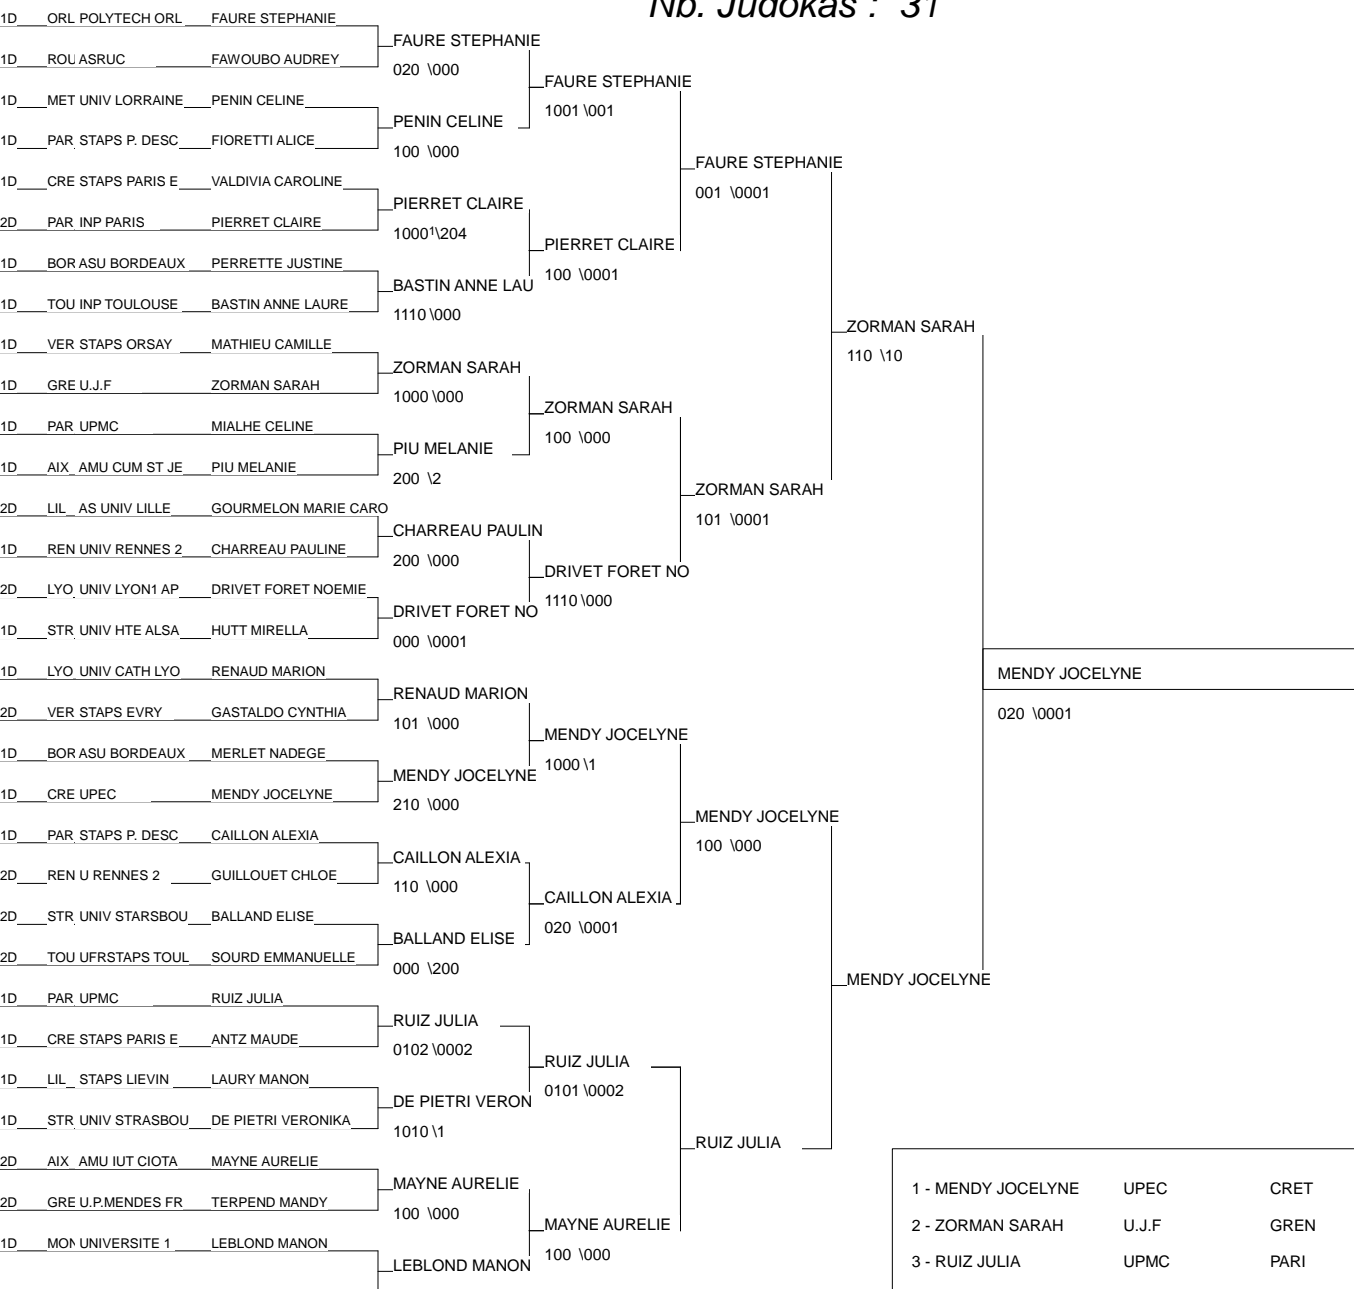 Nb. Judokas : 31
1D ORL POLYTECH ORL FAURE STEPHANIE
FAURE STEPHANIE
1D ROU ASRUC FAWOUBO AUDREY
020 \000
FAURE STEPHANIE
1D MET UNIV LORRAINE PENIN CELINE
1001 \001
PENIN CELINE
1D PAR STAPS P. DESC FIORETTI ALICE
100 \000
FAURE STEPHANIE
1D CRE STAPS PARIS E VALDIVIA CAROLINE
001 \0001
PIERRET CLAIRE
2D PAR INP PARIS PIERRET CLAIRE
1000¹\204
PIERRET CLAIRE
1D BOR ASU BORDEAUX PERRETTE JUSTINE
100 \0001
BASTIN ANNE LAU
1D TOU INP TOULOUSE BASTIN ANNE LAURE
1110 \000
ZORMAN SARAH
1D VER STAPS ORSAY MATHIEU CAMILLE
110 \10
ZORMAN SARAH
1D GRE U.J.F ZORMAN SARAH
1000 \000
ZORMAN SARAH
1D PAR UPMC MIALHE CELINE
100 \000
PIU MELANIE
1D AIX AMU CUM ST JE PIU MELANIE
200 \2
ZORMAN SARAH
2D LIL AS UNIV LILLE GOURMELON MARIE CARO
101 \0001
CHARREAU PAULIN
1D REN UNIV RENNES 2 CHARREAU PAULINE
200 \000
DRIVET FORET NO
2D LYO UNIV LYON1 AP DRIVET FORET NOEMIE
1110 \000
DRIVET FORET NO
1D STR UNIV HTE ALSA HUTT MIRELLA
000 \0001
1D LYO UNIV CATH LYO RENAUD MARION
MENDY JOCELYNE
RENAUD MARION
2D VER STAPS EVRY GASTALDO CYNTHIA
020 \0001
101 \000
MENDY JOCELYNE
1D BOR ASU BORDEAUX MERLET NADEGE
1000 \1
MENDY JOCELYNE
1D CRE UPEC MENDY JOCELYNE
210 \000
MENDY JOCELYNE
1D PAR STAPS P. DESC CAILLON ALEXIA
100 \000
CAILLON ALEXIA
2D REN U RENNES 2 GUILLOUET CHLOE
110 \000
CAILLON ALEXIA
2D STR UNIV STARSBOU BALLAND ELISE
020 \0001
BALLAND ELISE
2D TOU UFRSTAPS TOUL SOURD EMMANUELLE
000 \200
MENDY JOCELYNE
1D PAR UPMC RUIZ JULIA
RUIZ JULIA
1D CRE STAPS PARIS E ANTZ MAUDE
0102 \0002
RUIZ JULIA
1D LIL STAPS LIEVIN LAURY MANON
0101 \0002
DE PIETRI VERON
1D STR UNIV STRASBOU DE PIETRI VERONIKA
1010 \1
RUIZ JULIA
2D AIX AMU IUT CIOTA MAYNE AURELIE
MAYNE AURELIE
1 - MENDY JOCELYNE UPEC CRET
2D GRE U.P.MENDES FR TERPEND MANDY
100 \000
MAYNE AURELIE
2 - ZORMAN SARAH U.J.F GREN
1D MON UNIVERSITE 1 LEBLOND MANON
100 \000
LEBLOND MANON
3 - RUIZ JULIA UPMC PARI